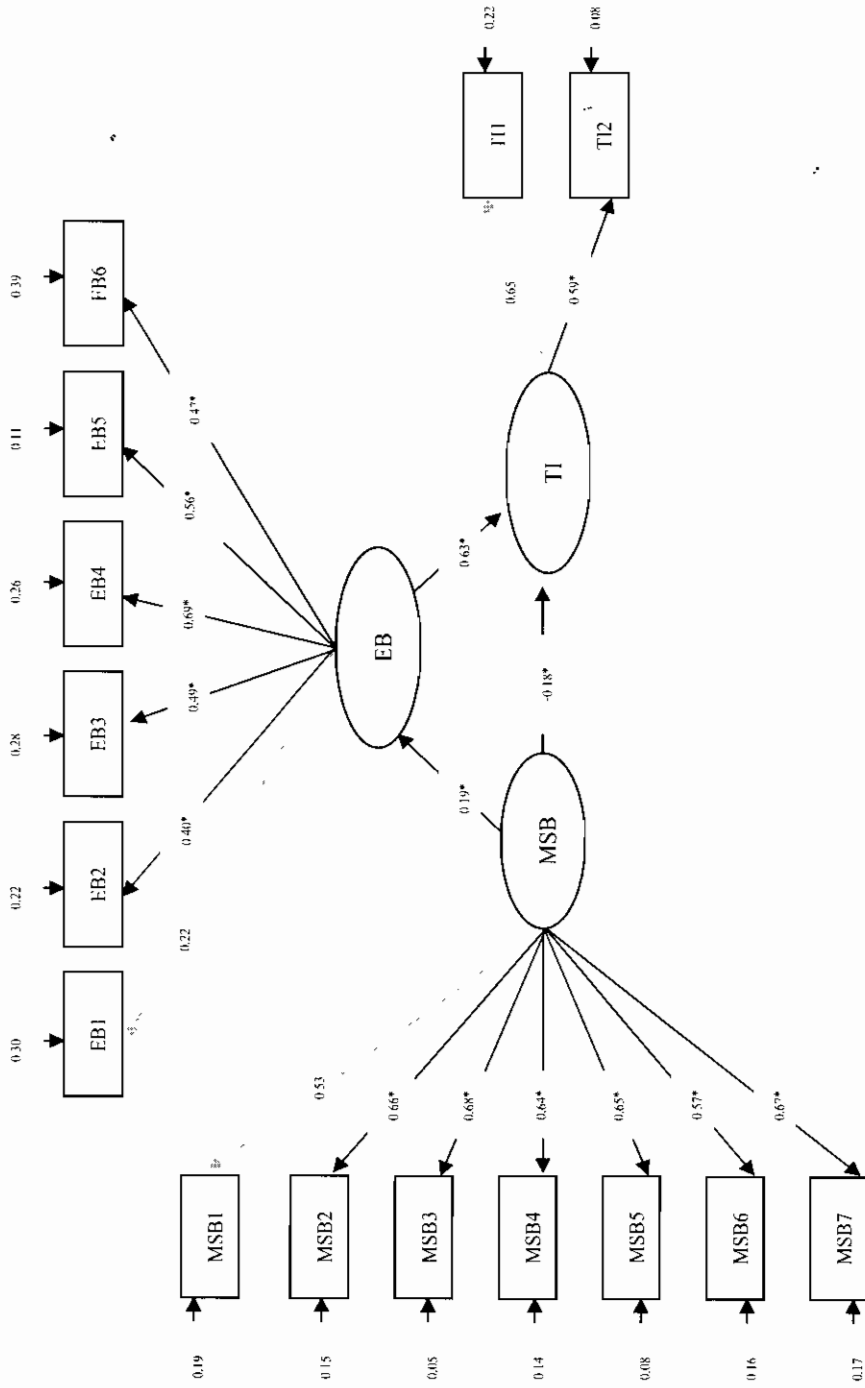 0.30 0.22 0.28 0.26 0.11 0.39
EB1 EB2 EB3 EB4 EB5 EB6
0.22 0.40* 0.49* 0.69* 0.56* 0.47*
0.19 MSB1 0.53
0.15 MSB2 0.66*
EB
0.05 MSB3 0.68*
0.19* 0.63*
TI1 0.22
0.14 MSB4 0.64* MSB -0.18* TI 0.65
0.59* TI2 0.08
0.08 MSB5 0.65*
0.16 MSB6 0.57*
0.17 MSB7 0.67*